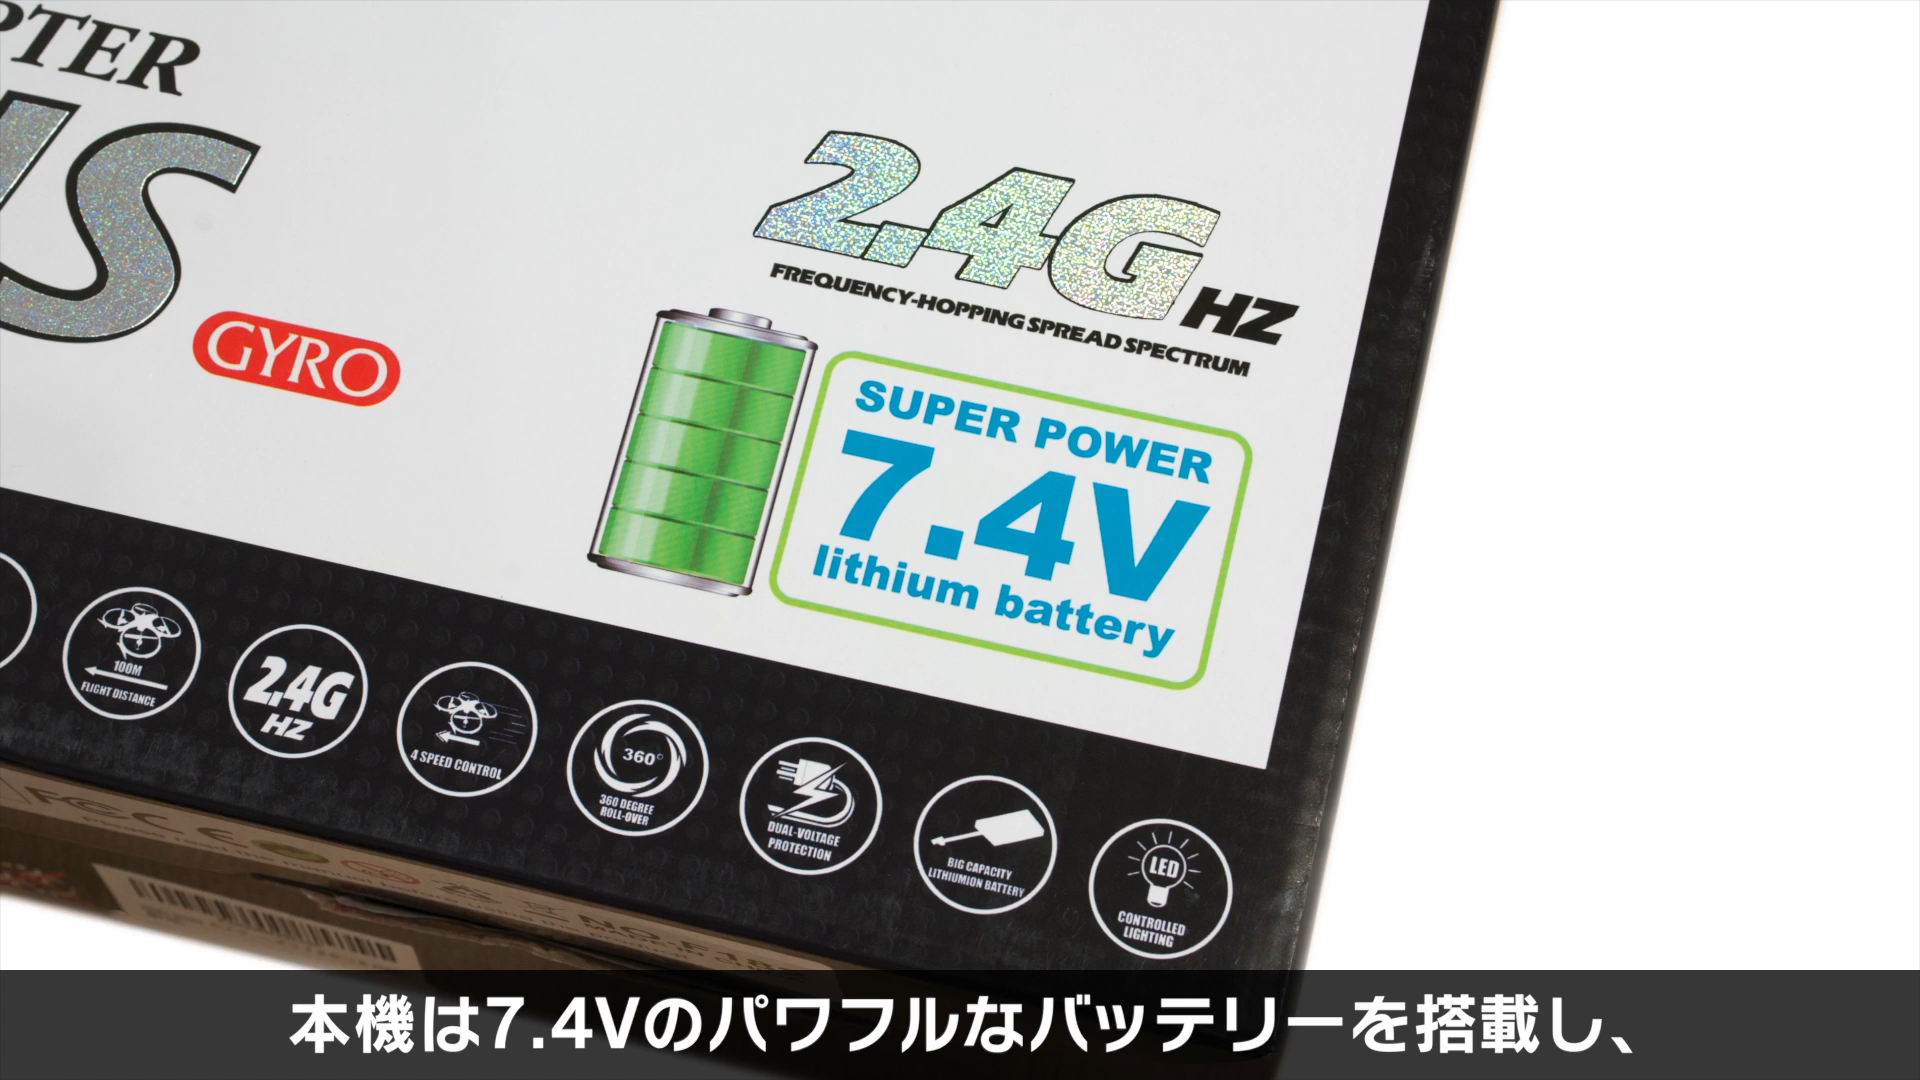 PTER
US
GYRO
2.4G HZ
FREQUENCY-HOPPING SPREAD SPECTRUM
SUPER POWER
7.4V
lithium battery
100M
FLIGHT DISTANCE
2.4G
HZ
4 SPEED CONTROL
360°
360 DEGREE
ROLL-OVER
DUAL-VOLTAGE
PROTECTION
BIG CAPACITY
LITHIUMION BATTERY
LED
CONTROLLED
LIGHTING
FC CE
本機は7.4Vのパワフルなバッテリーを搭載し、